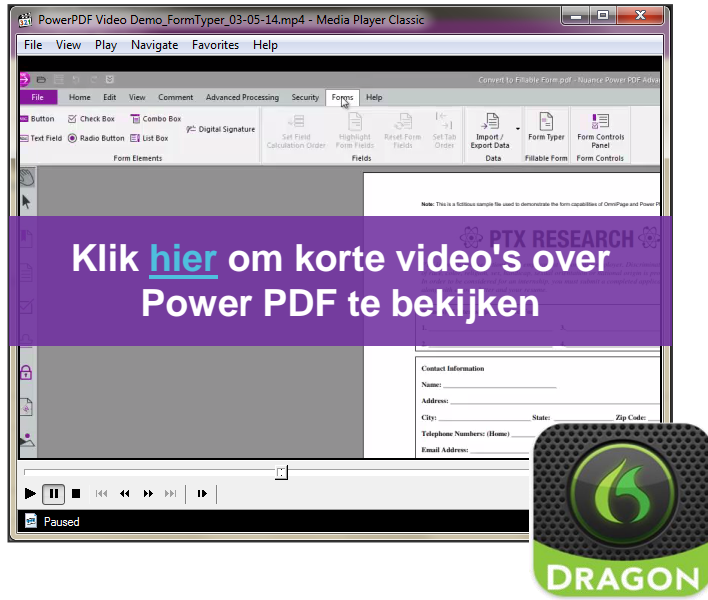 PowerPDF Video Demo_FormTyper_03-05-14.mp4 - Media Player Classic
File View Play Navigate Favorites Help
Convert to Fillable Form.pdf - Nuance Power PDF Adva
File Home Edit View Comment Advanced Processing Security Forms Help
Button Check Box Combo Box
Digital Signature
Text Field Radio Button List Box
Set Field Calculation Order
Highlight Form Fields
Reset Form Fields
Set Tab Order
Import / Export Data
Form Typer
Form Controls Panel
Form Elements Fields Data Fillable Form Form Controls
Note: This is a fictitious sample file used to demonstrate the form capabilities of OmniPage and Power P
PTX RESEARCH
Klik hier om korte video's over
Power PDF te bekijken
Contact Information
Name:
Address:
City: State: Zip Code:
Telephone Numbers: (Home)
Email Address:
Paused
DRAGON